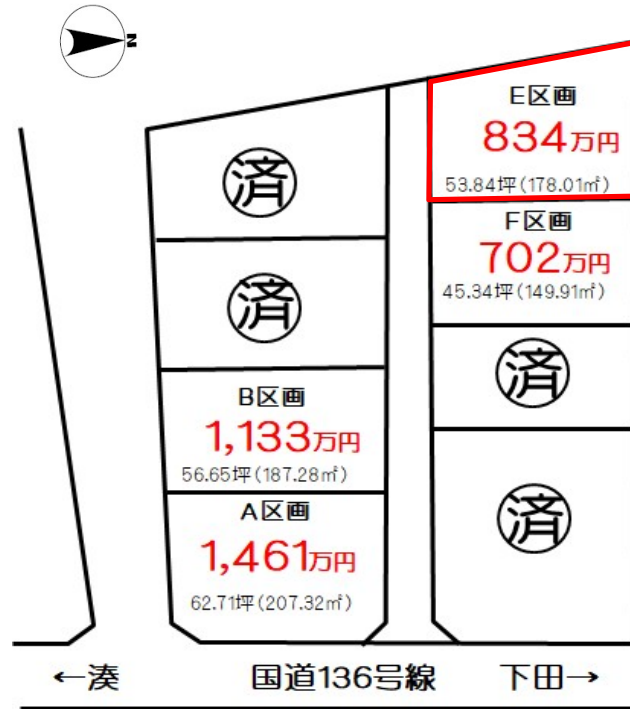 N
E区画
834万円
53.84坪(178.01㎡)
済
F区画
702万円
45.34坪(149.91㎡)
済
済
B区画
1,133万円
56.65坪(187.28㎡)
済
A区画
1,461万円
62.71坪(207.32㎡)
済
←湊
国道136号線
下田→